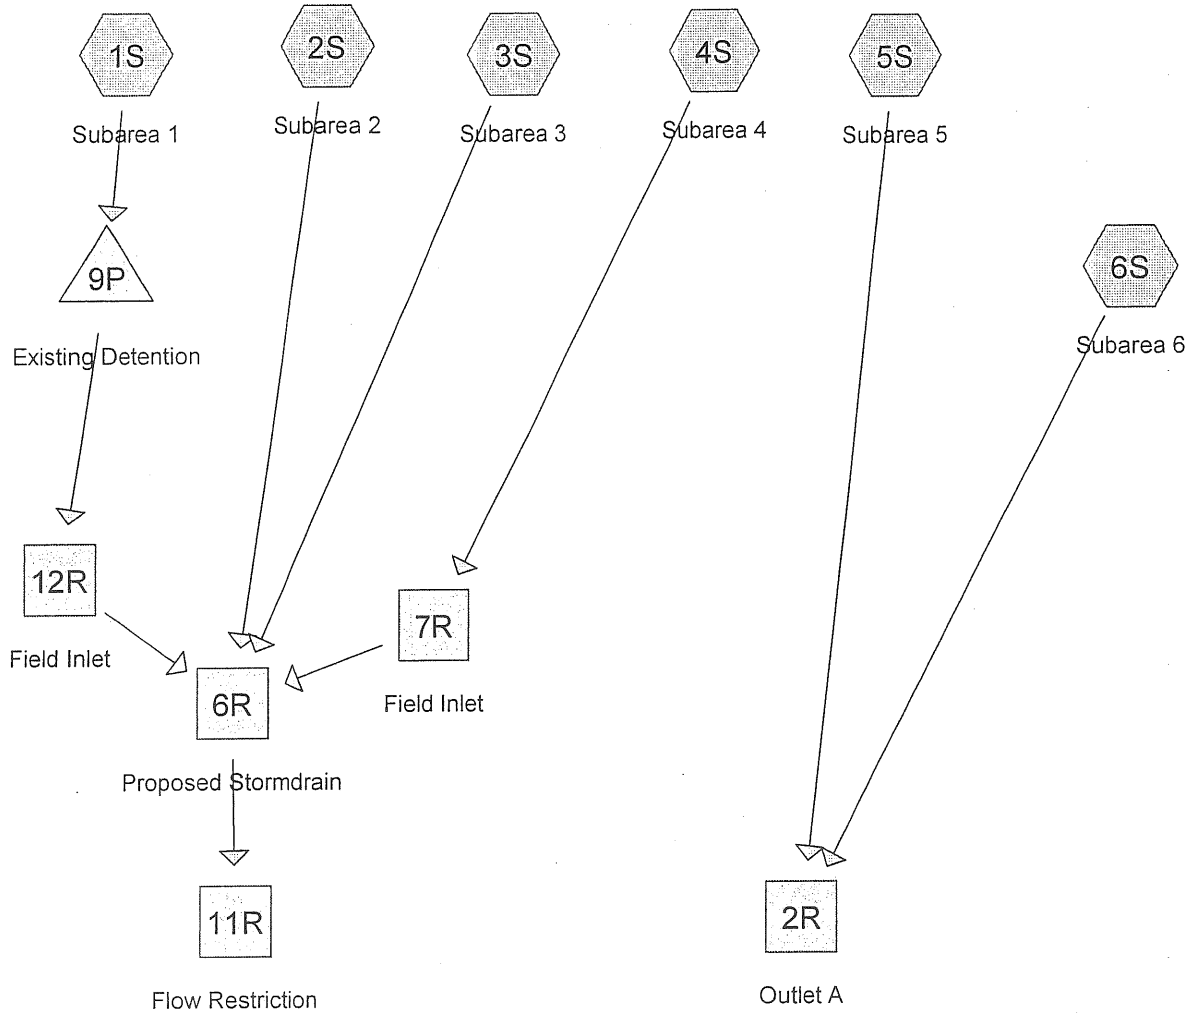 1S
2S
3S
4S
5S
Subarea 1
Subarea 2
Subarea 3
Subarea 4
Subarea 5
6S
9P
Subarea 6
Existing Detention
12R
7R
Field Inlet
6R
Field Inlet
Proposed Stormdrain
11R
2R
Flow Restriction
Outlet A